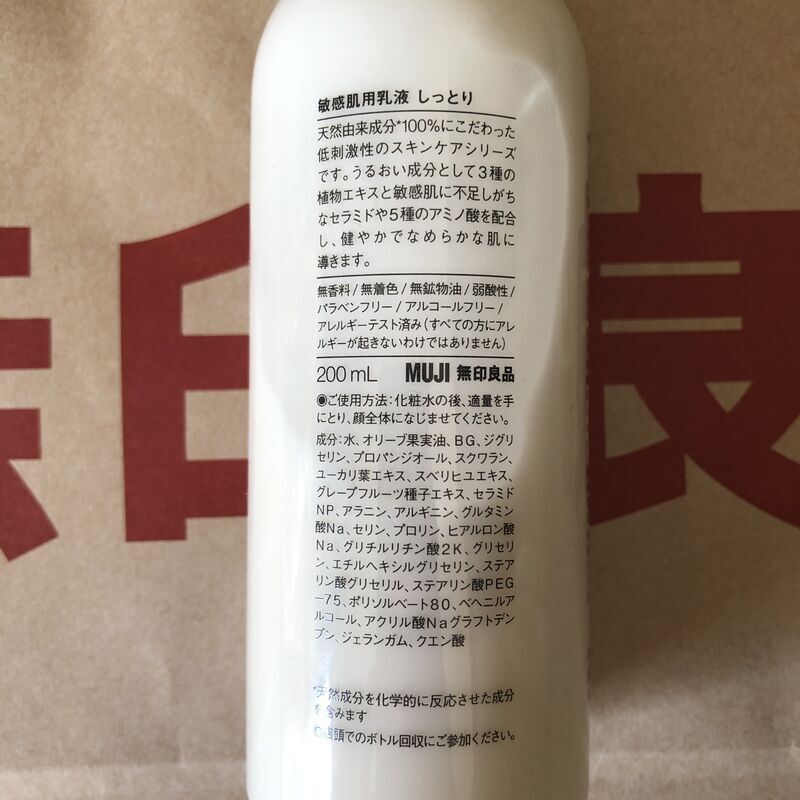 敏感肌用乳液 しっとり
天然由来成分*100%にこだわった
低刺激性のスキンケアシリーズ
です。うるおい成分として3種の
植物エキスと敏感肌に不足しがち
なセラミドや5種のアミノ酸を配合
し、健やかでなめらかな肌に
導きます。
無香料/無着色/無鉱物油/弱酸性/
パラベンフリー/アルコールフリー/
アレルギーテスト済み(すべての方にアレ
ルギーが起きないわけではありません)
200 mL MUJI 無印良品
◉ご使用方法:化粧水の後、適量を手
にとり、顔全体になじませてください。
成分:水、オリーブ果実油、BG、ジグリ
セリン、プロパンジオール、スクワラン、
ユーカリ葉エキス、スベリヒユエキス、
グレープフルーツ種子エキス、セラミド
NP、アラニン、アルギニン、グルタミン
酸Na、セリン、プロリン、ヒアルロン酸
Na、グリチルリチン酸2K、グリセリ
ン、エチルヘキシルグリセリン、ステア
リン酸グリセリル、ステアリン酸PEG
-75、ポリソルベート80、ベヘニルア
ルコール、アクリル酸Naグラフトデン
プン、ジェランガム、クエン酸
*天然成分を化学的に反応させた成分
を含みます
◎店頭でのボトル回収にご参加ください。
印 良